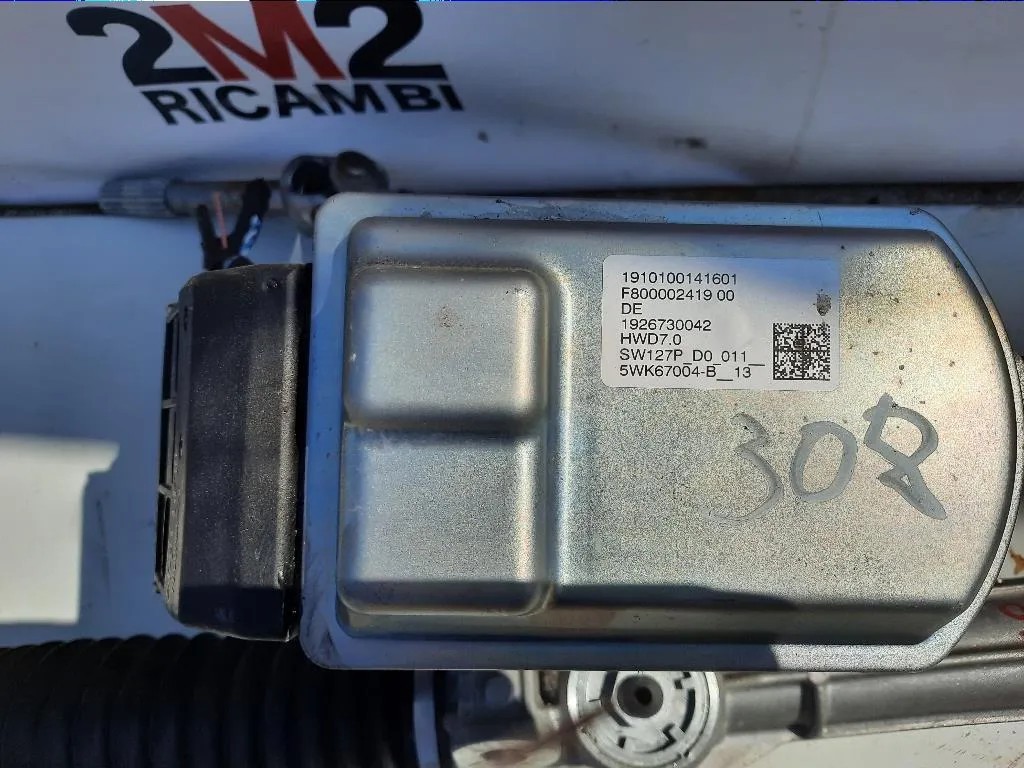 2M2
RICAMBI
1910100141601
F800002419 00
DE
1926730042
HWD7.0
SW127P_D0_011__
5WK67004-B__13
308